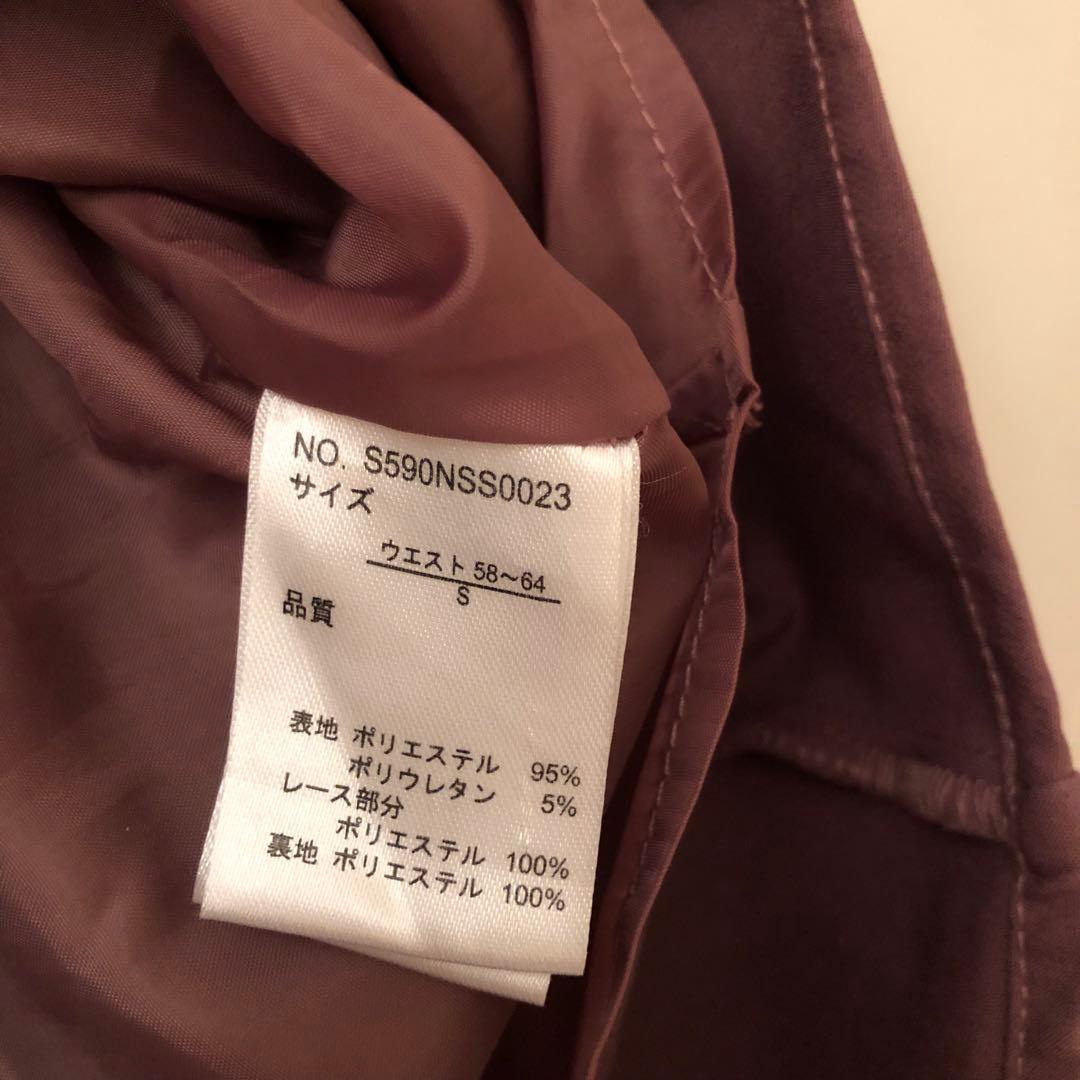 NO. S590NSS0023
サイズ
ウエスト 58～64
S
品質
表地 ポリエステル 95%
ポリウレタン 5%
レース部分
ポリエステル 100%
裏地 ポリエステル 100%